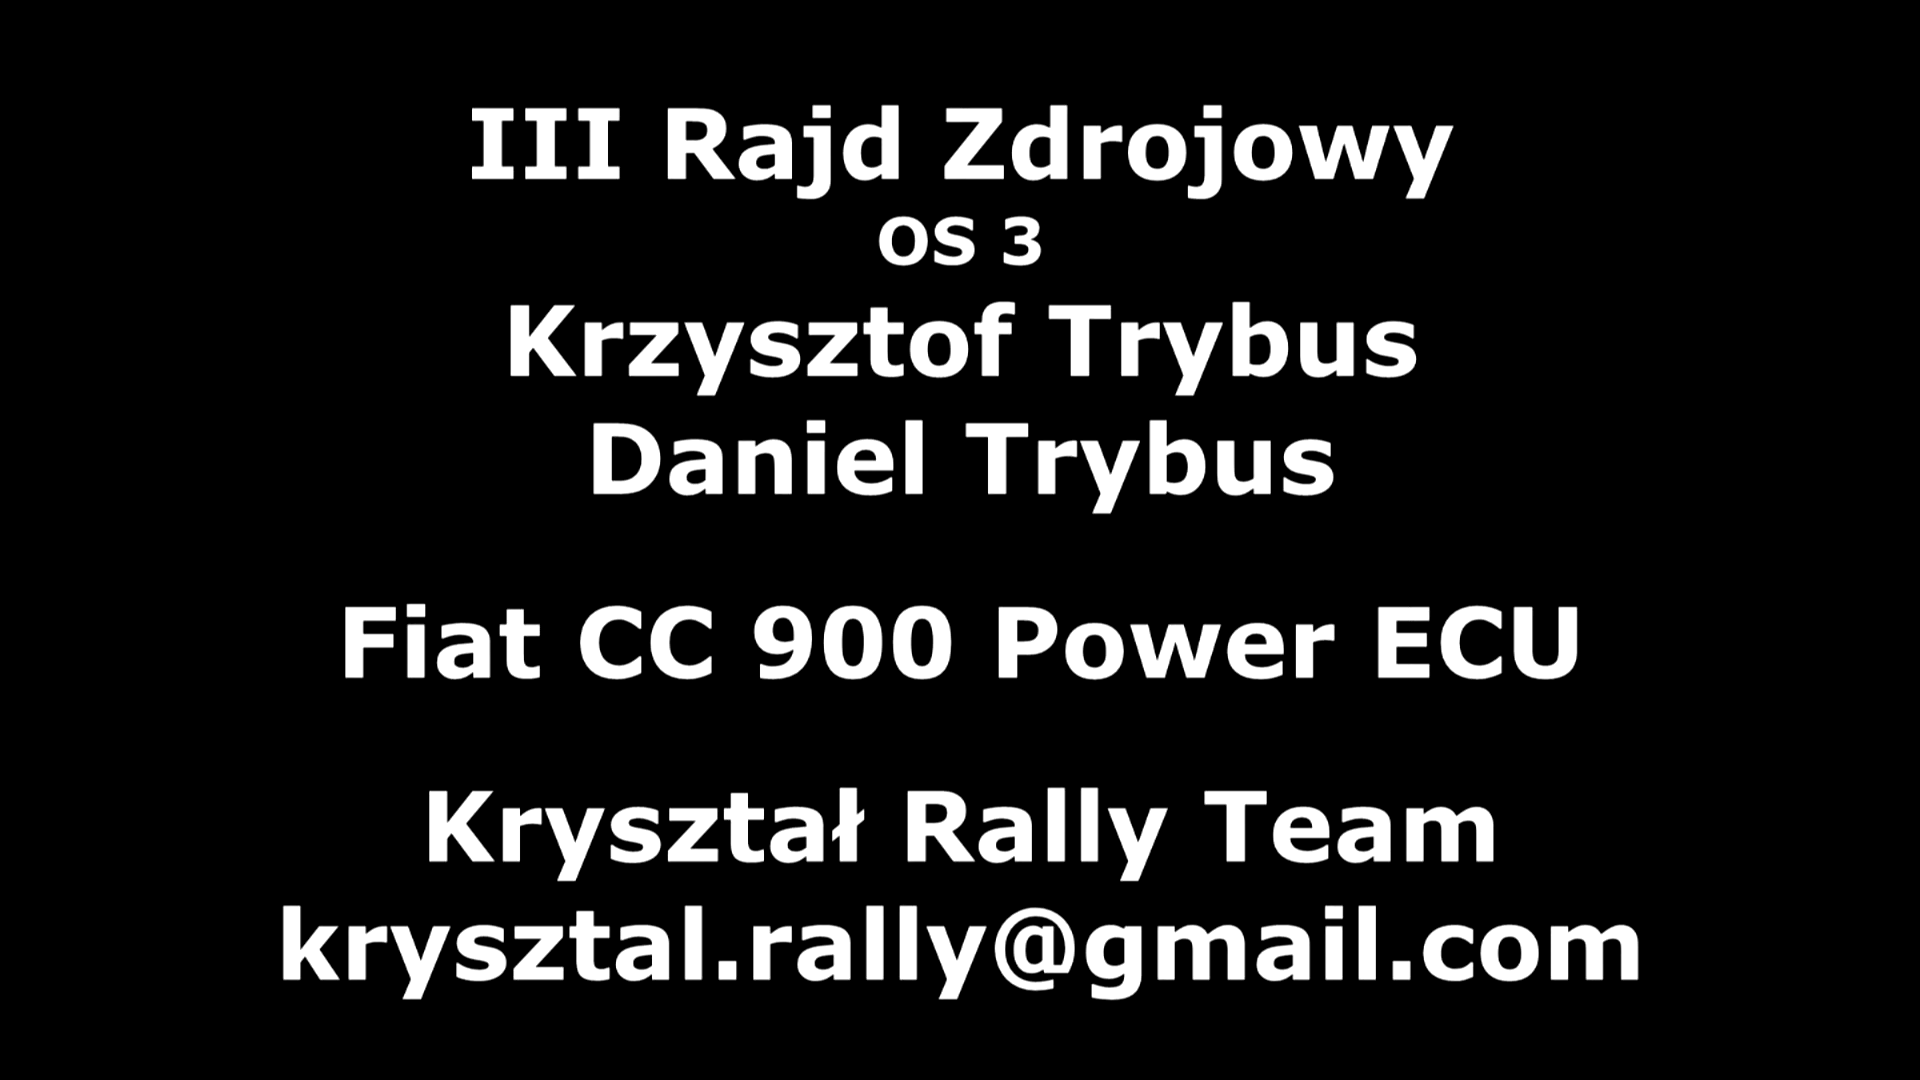 III Rajd Zdrojowy
OS 3
Krzysztof Trybus
Daniel Trybus
Fiat CC 900 Power ECU
Kryształ Rally Team
krysztal.rally@gmail.com